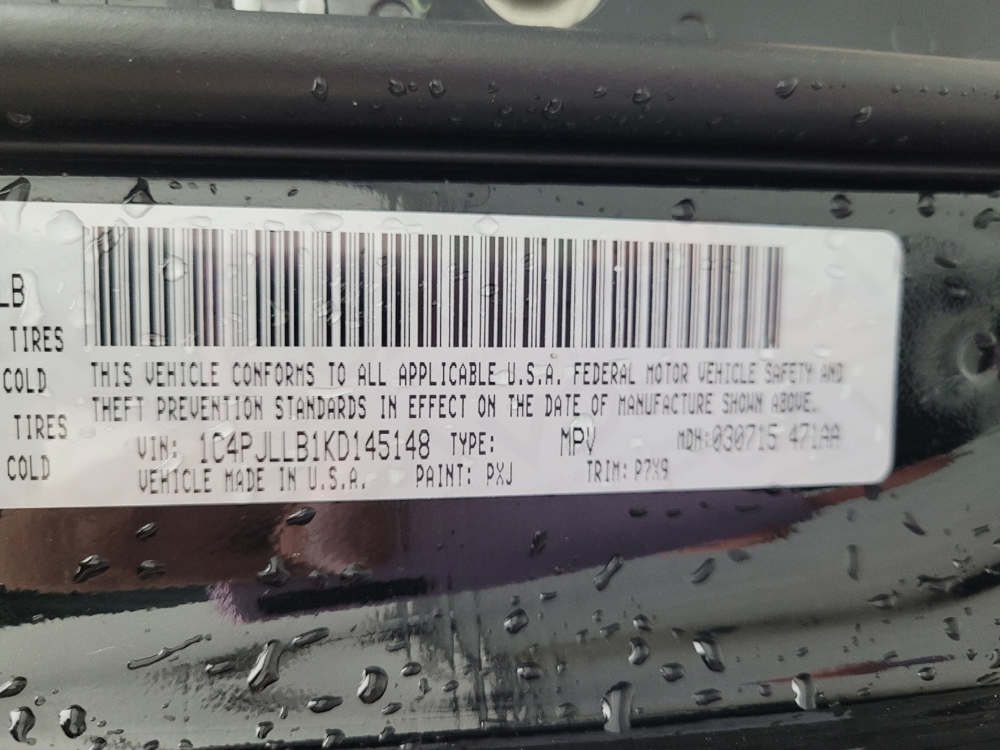 LB
TIRES
COLD
TIRES
COLD
THIS VEHICLE CONFORMS TO ALL APPLICABLE U.S.A. FEDERAL MOTOR VEHICLE SAFETY AND
THEFT PREVENTION STANDARDS IN EFFECT ON THE DATE OF MANUFACTURE SHOWN ABOVE.
VIN: 1C4PJLLB1KD145148 TYPE: MPV MDH:030715 471AA
VEHICLE MADE IN U.S.A. PAINT: PXJ TRIM: P7X9